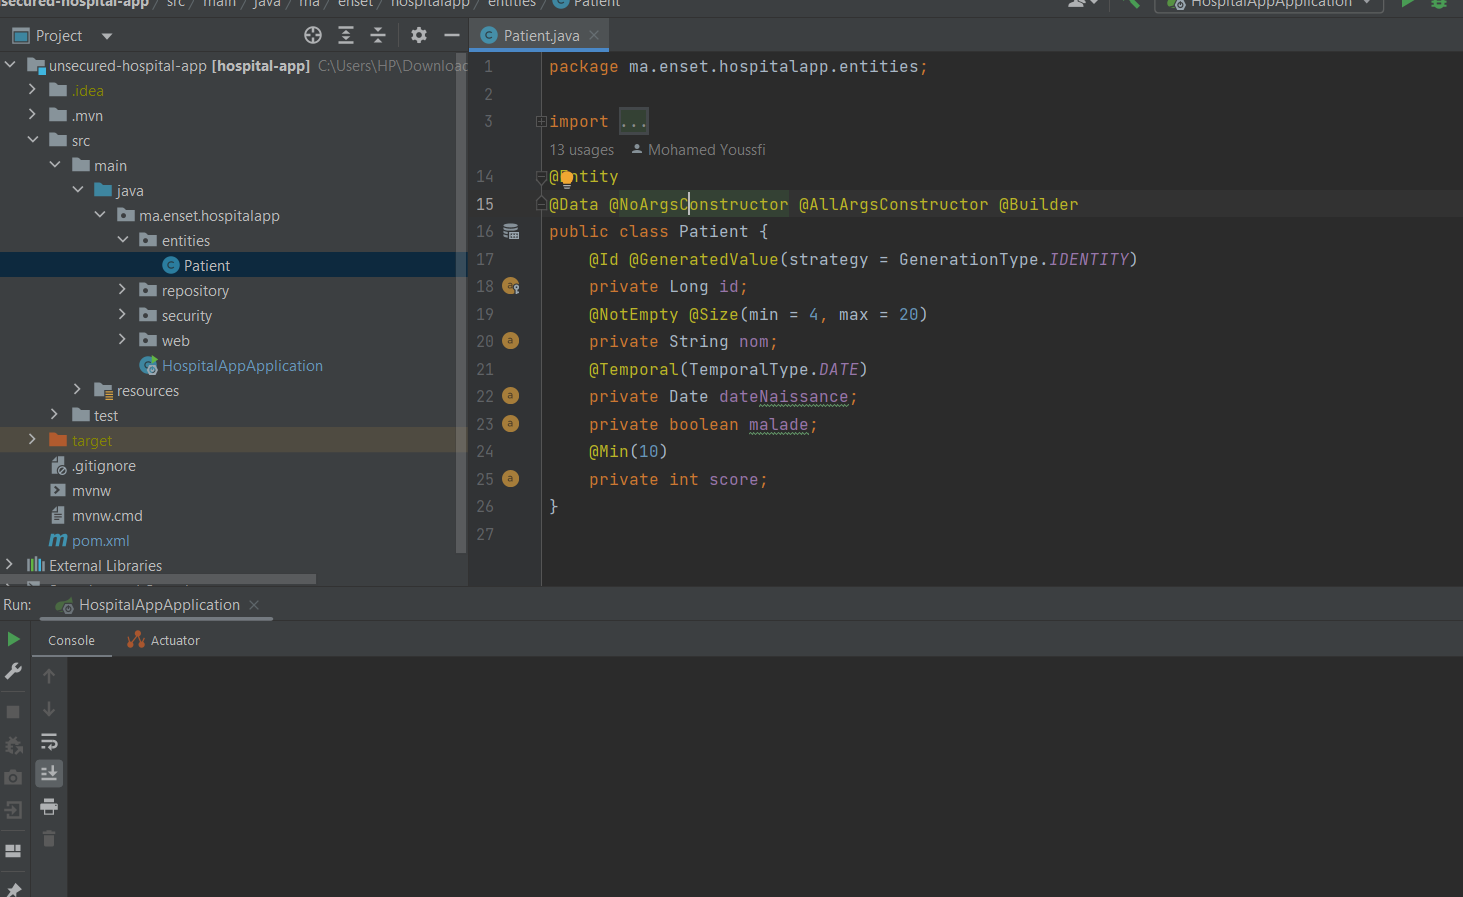 secured-hospital-app / src / main / java / ma / enset / hospitalapp / entities / Patient
HospitalAppApplication
Project
Patient.java
unsecured-hospital-app [hospital-app] C:\Users\HP\Downloac
.idea
.mvn
src
main
java
ma.enset.hospitalapp
entities
Patient
repository
security
web
HospitalAppApplication
resources
test
target
.gitignore
mvnw
mvnw.cmd
pom.xml
External Libraries
1 package ma.enset.hospitalapp.entities;
2
3 import ...
13 usages Mohamed Youssfi
14 @Entity
15 @Data @NoArgsConstructor @AllArgsConstructor @Builder
16 public class Patient {
17 @Id @GeneratedValue(strategy = GenerationType.IDENTITY)
18 private Long id;
19 @NotEmpty @Size(min = 4, max = 20)
20 private String nom;
21 @Temporal(TemporalType.DATE)
22 private Date dateNaissance;
23 private boolean malade;
24 @Min(10)
25 private int score;
26 }
27
Run: HospitalAppApplication
Console Actuator